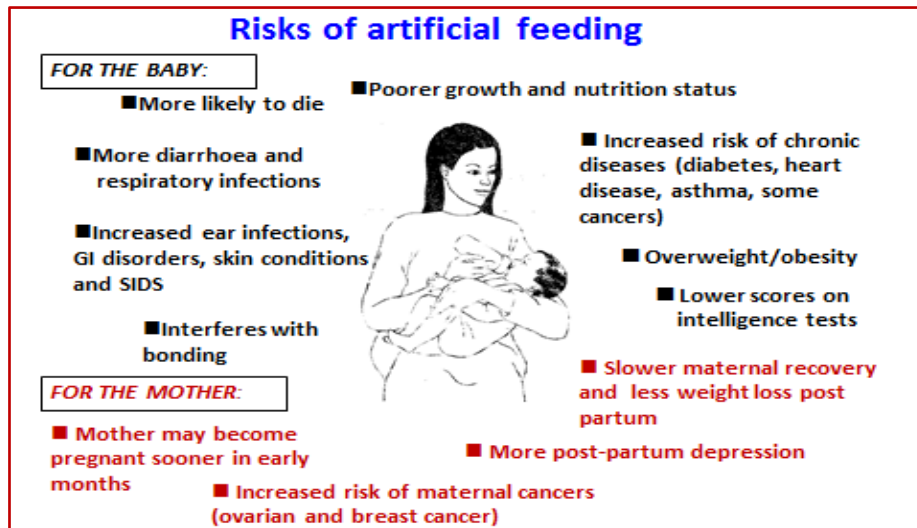 Risks of artificial feeding
FOR THE BABY:
■More likely to die
■Poorer growth and nutrition status
■More diarrhoea and
respiratory infections
■ Increased risk of chronic
diseases (diabetes, heart
disease, asthma, some
cancers)
■Increased ear infections,
GI disorders, skin conditions
and SIDS
■ Overweight/obesity
■ Lower scores on
intelligence tests
■Interferes with
bonding
FOR THE MOTHER:
■ Slower maternal recovery
and less weight loss post
partum
■ Mother may become
pregnant sooner in early
months
■ More post-partum depression
■ Increased risk of maternal cancers
(ovarian and breast cancer)